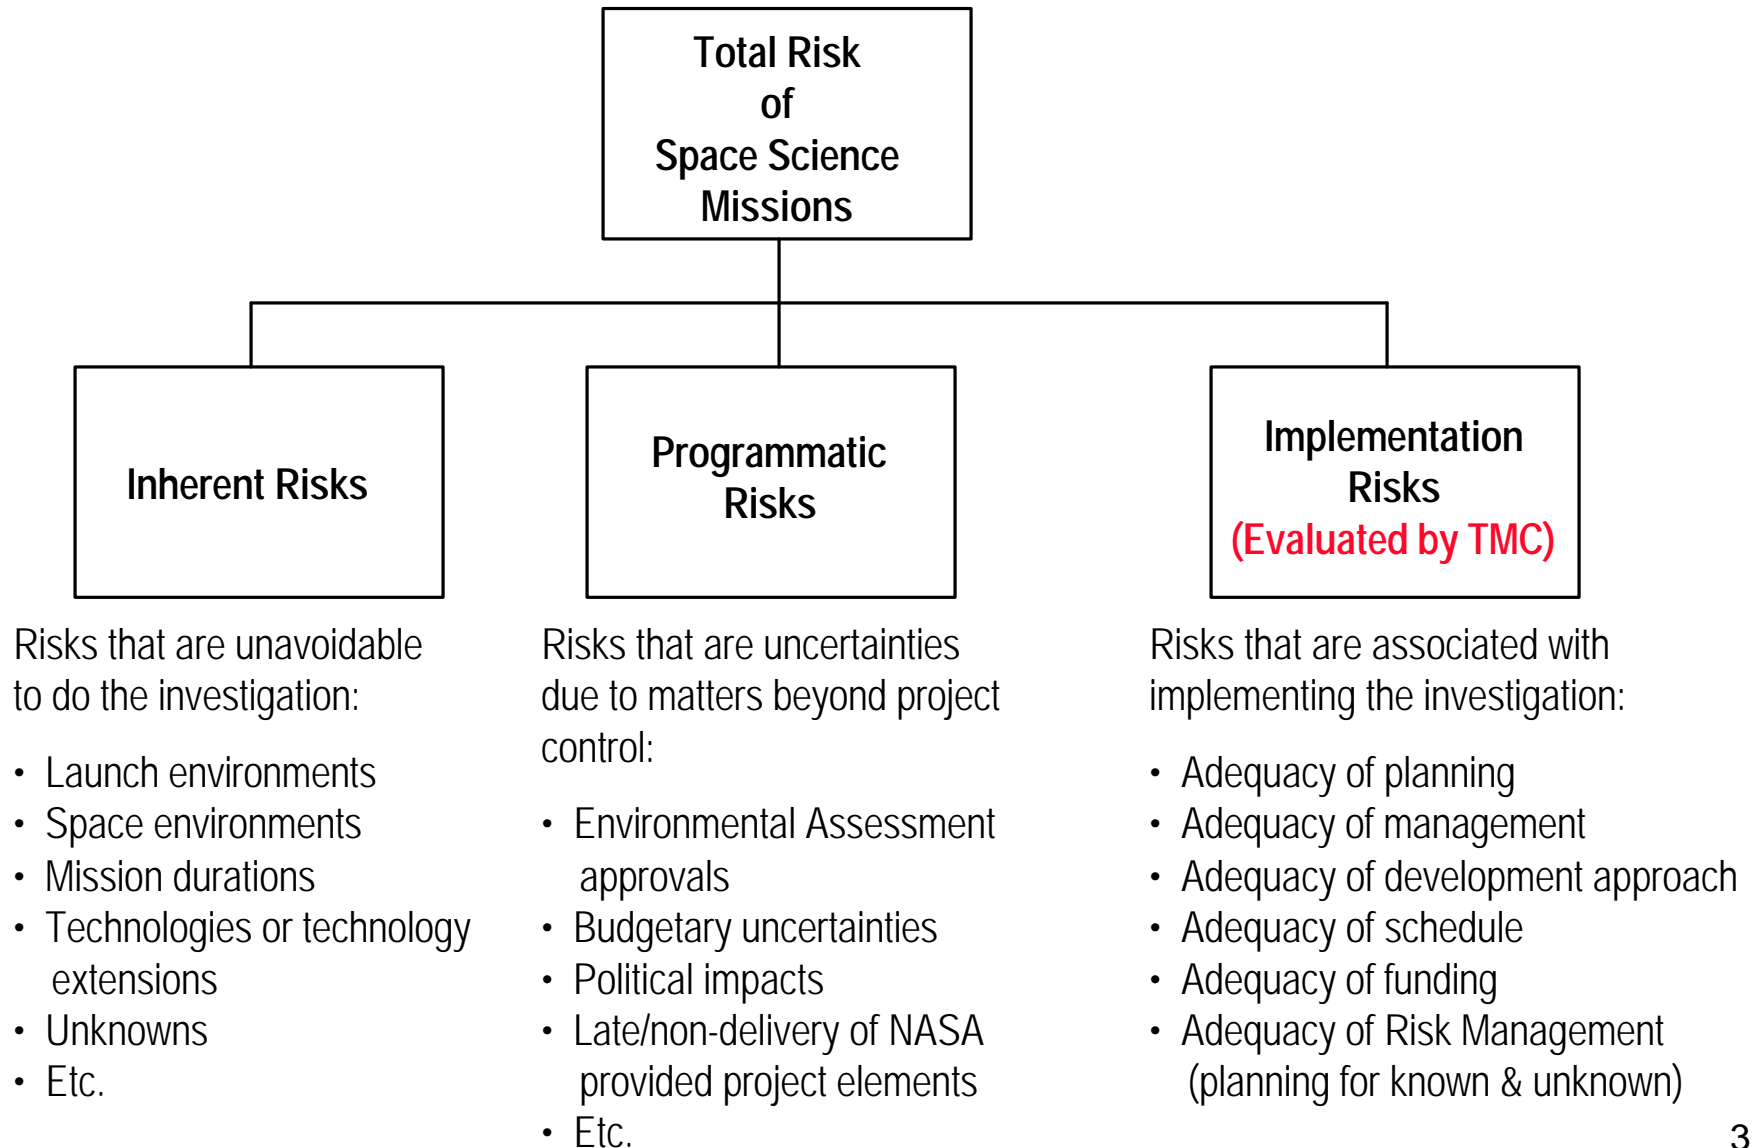 Total Risk
of
Space Science
Missions
Inherent Risks
Programmatic
Risks
Implementation
Risks
(Evaluated by TMC)
Risks that are unavoidable
to do the investigation:
• Launch environments
• Space environments
• Mission durations
• Technologies or technology
extensions
• Unknowns
• Etc.
Risks that are uncertainties
due to matters beyond project
control:
• Environmental Assessment
approvals
• Budgetary uncertainties
• Political impacts
• Late/non-delivery of NASA
provided project elements
• Etc.
Risks that are associated with
implementing the investigation:
• Adequacy of planning
• Adequacy of management
• Adequacy of development approach
• Adequacy of schedule
• Adequacy of funding
• Adequacy of Risk Management
(planning for known & unknown)
3